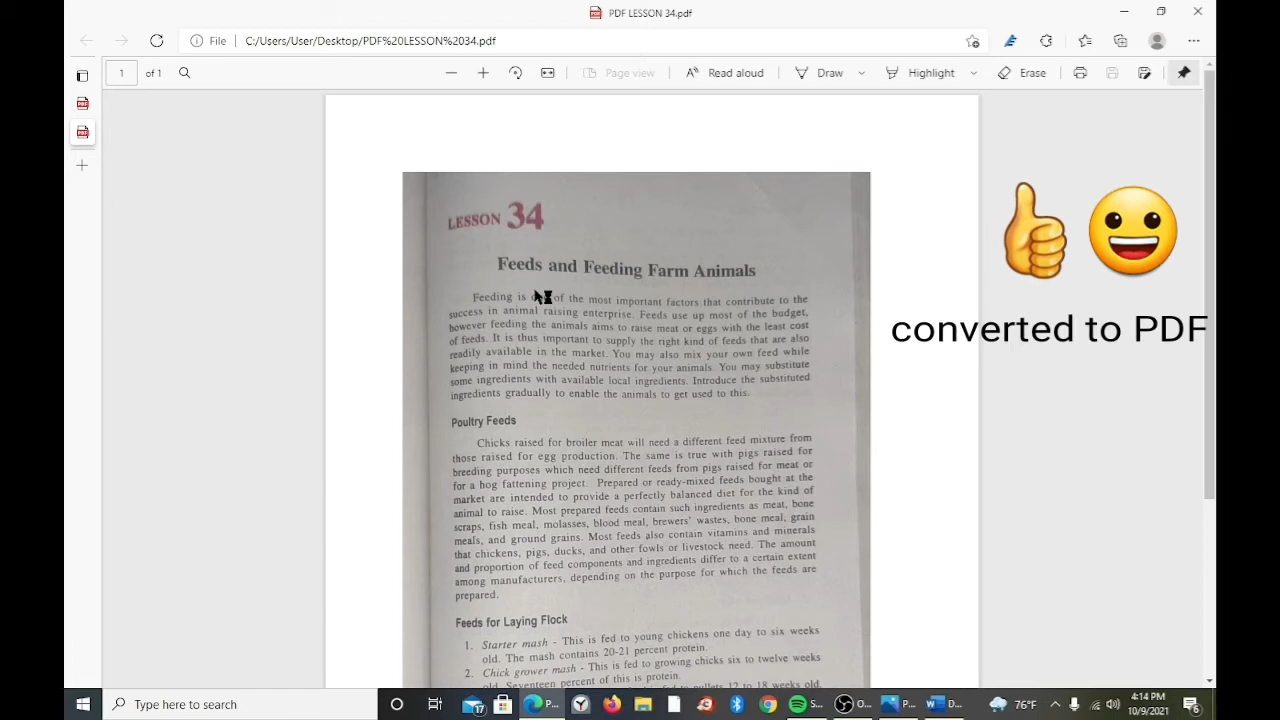 PDF LESSON 34.pdf
File C:/Users/User/Desktop/PDF%20LESSON%2034.pdf
1 of 1 Page view Read aloud Draw Highlight Erase
LESSON 34
Feeds and Feeding Farm Animals
Feeding is of the most important factors that contribute to the
success in animal raising enterprise. Feeds use up most of the budget,
however feeding the animals aims to raise meat or eggs with the least cost
of feeds. It is thus important to supply the right kind of feeds that are also
readily available in the market. You may also mix your own feed while
keeping in mind the needed nutrients for your animals. You may substitute
some ingredients with available local ingredients. Introduce the substituted
ingredients gradually to enable the animals to get used to this.
Poultry Feeds
Chicks raised for broiler meat will need a different feed mixture from
those raised for egg production. The same is true with pigs raised for
breeding purposes which need different feeds from pigs raised for meat or
for a hog fattening project. Prepared or ready-mixed feeds bought at the
market are intended to provide a perfectly balanced diet for the kind of
animal to raise. Most prepared feeds contain such ingredients as meat, bone
scraps, fish meal, molasses, blood meal, brewers' wastes, bone meal, grain
meals, and ground grains. Most feeds also contain vitamins and minerals
that chickens, pigs, ducks, and other fowls or livestock need. The amount
and proportion of feed components and ingredients differ to a certain extent
among manufacturers, depending on the purpose for which the feeds are
prepared.
Feeds for Laying Flock
1. Starter mash - This is fed to young chickens one day to six weeks
old. The mash contains 20-21 percent protein.
2. Chick grower mash - This is fed to growing chicks six to twelve weeks
old. Seventeen percent of this is protein.
fed to pullets 12 to 18 weeks old.
converted to PDF
Type here to search
P... S... O... P... D... 76°F 4:14 PM
10/9/2021 6